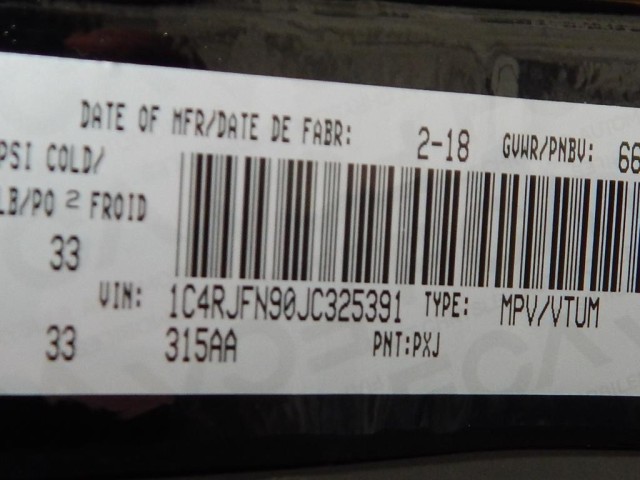 DATE OF MFR/DATE DE FABR: 2-18 GVWR/PNBV: 66
PSI COLD/
LB/PO 2 FROID
33
VIN: 1C4RJFN90JC325391 TYPE: MPV/VTUM
33 315AA PNT:PXJ